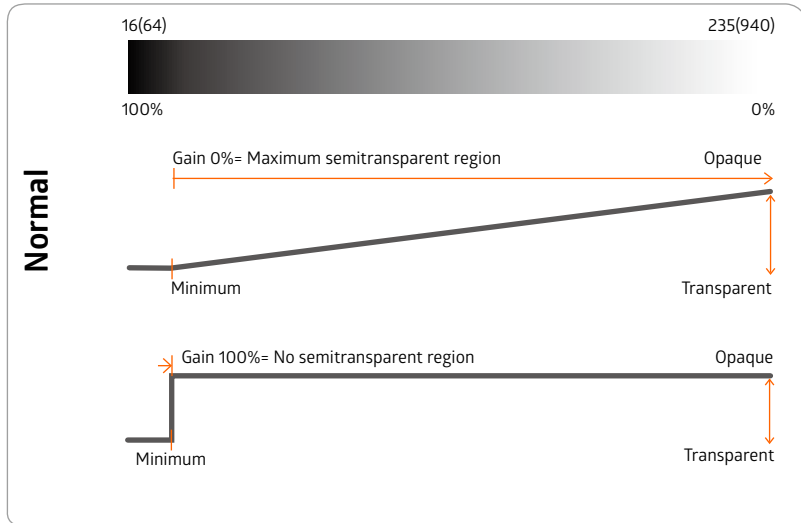 16(64) 235(940)
100% 0%
Normal
Gain 0%= Maximum semitransparent region Opaque
Minimum Transparent
Gain 100%= No semitransparent region Opaque
Minimum Transparent